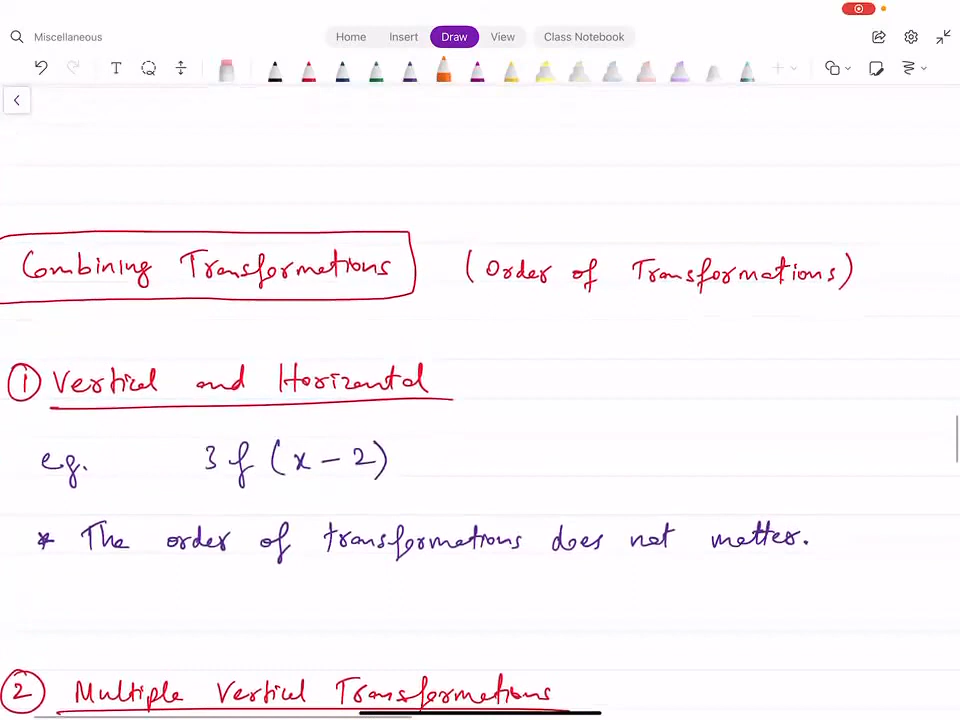 Miscellaneous
Home Insert Draw View Class Notebook
T
Combining Transformations (Order of Transformations)
① Vertical and Horizontal
eg. 3 f (x - 2)
* The order of transformations does not matter.
② Multiple Vertical Transformations